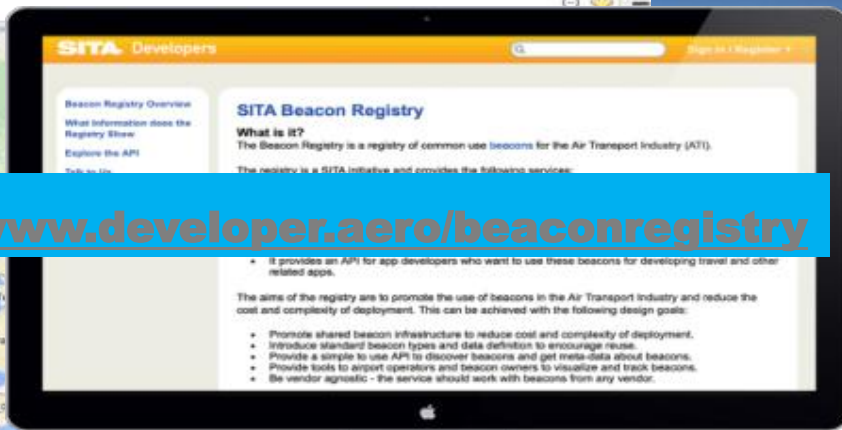 SITA Developers
Sign In | Register
Beacon Registry Overview
What Information does the
Registry Show
Explore the API
Talk to Us
SITA Beacon Registry
What is it?
The Beacon Registry is a registry of common use beacons for the Air Transport Industry (ATI).
The registry is a SITA initiative and provides the following services:
www.developer.aero/beaconregistry
• It provides an API for app developers who want to use these beacons for developing travel and other
related apps.
The aims of the registry are to promote the use of beacons in the Air Transport Industry and reduce the
cost and complexity of deployment. This can be achieved with the following design goals:
• Promote shared beacon infrastructure to reduce cost and complexity of deployment.
• Introduce standard beacon types and data definition to encourage reuse.
• Provide a simple to use API to discover beacons and get meta-data about beacons.
• Provide tools to airport operators and beacon owners to visualize and track beacons.
• Be vendor agnostic - the service should work with beacons from any vendor.